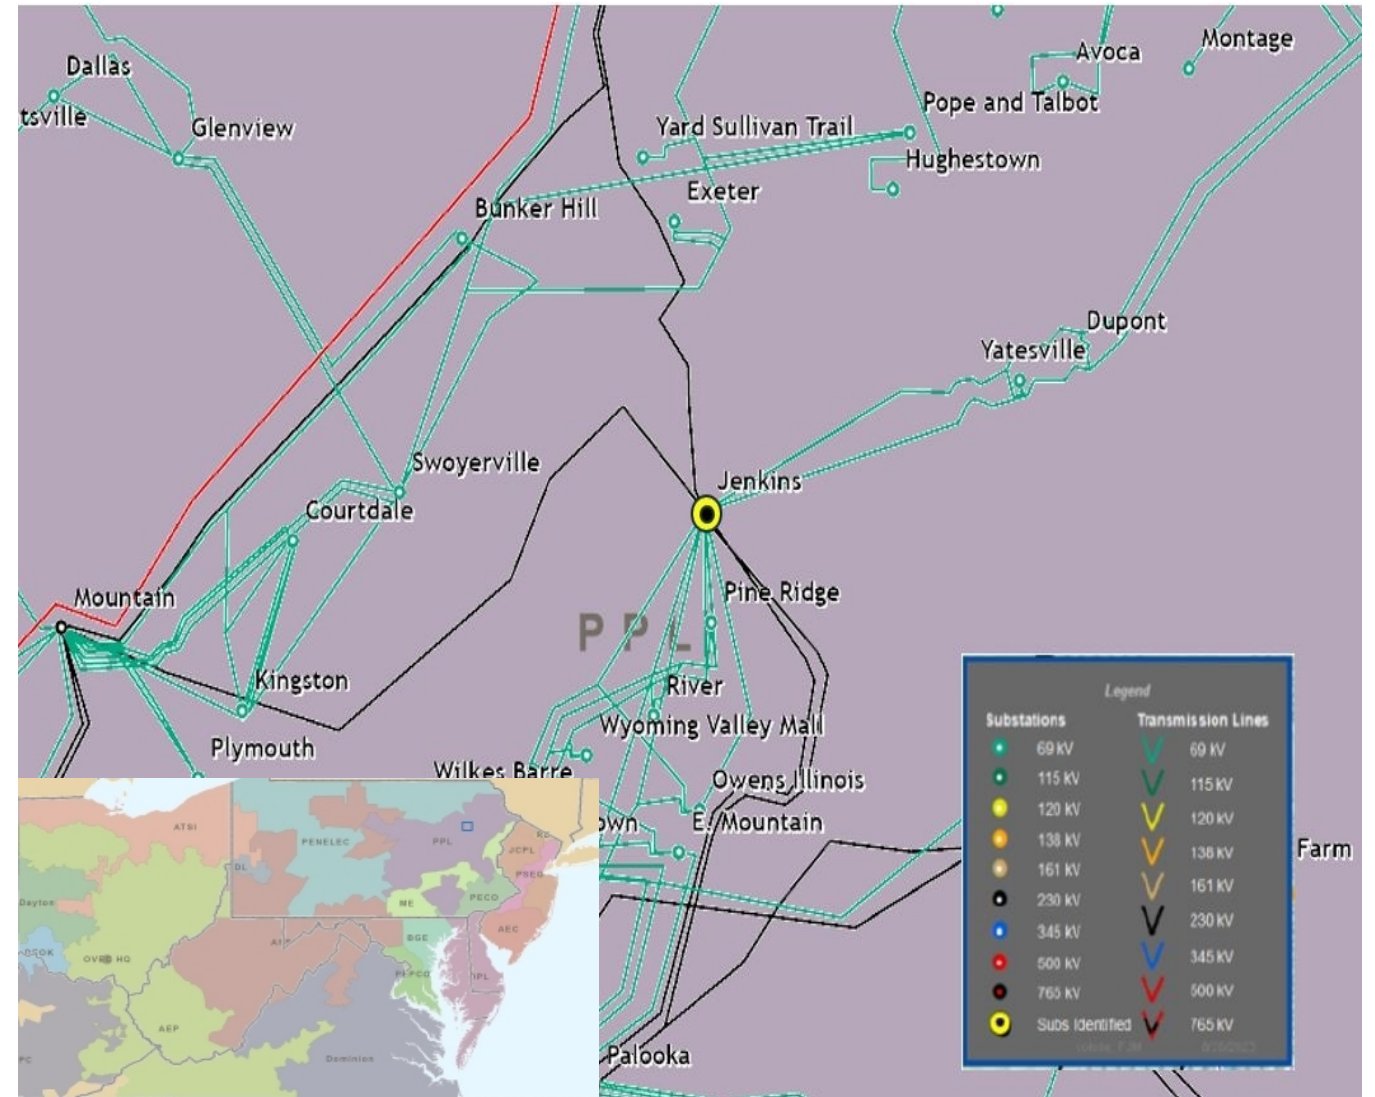 Montage
Avoca
Dallas
tsville
Pope and Talbot
Glenview
Yard Sullivan Trail
Hughestown
Exeter
Bunker Hill
Dupont
Yatesville
Swoyerville
Jenkins
Courtdale
Mountain
Pine Ridge
PPL
Kingston
River
Wyoming Valley Mall
Plymouth
Wilkes Barre
Owens Illinois
own
E. Mountain
Farm
Palooka
Legend
Substations Transmission Lines
69 kV 69 kV
115 kV 115 kV
120 kV 120 kV
138 kV 138 kV
161 kV 161 kV
230 kV 230 kV
345 kV 345 kV
500 kV 500 kV
765 kV 765 kV
Subs Identified
ATSI
PENELEC
PPL
RE
JCPL
DL
PSEG
ME
PECO
Dayton
AEC
BGE
OVEC HQ
PEPCO
DPL
AEP
Dominion